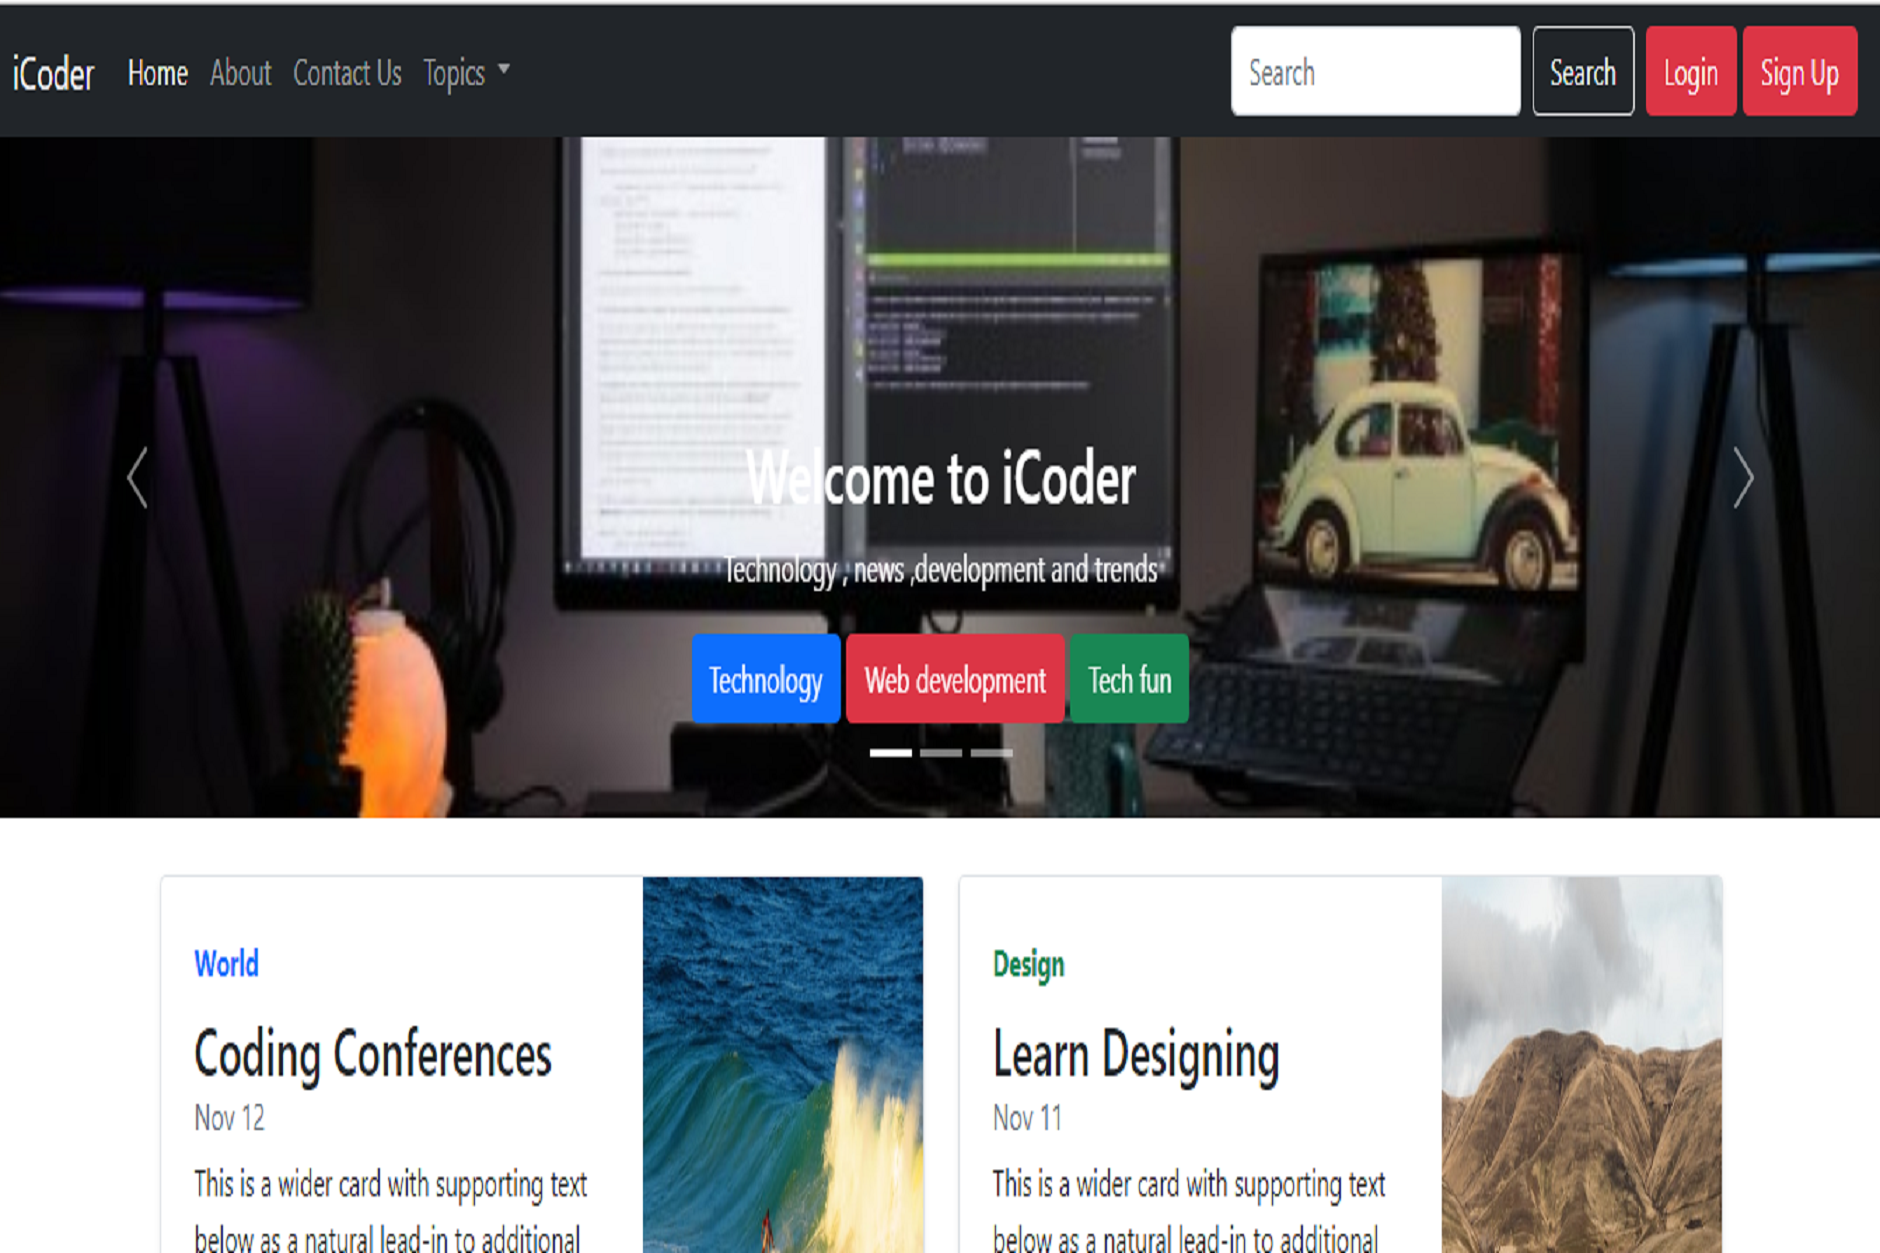 iCoder Home About Contact Us Topics Search Search Login Sign Up
Welcome to iCoder
Technology , news ,development and trends
Technology Web development Tech fun
World
Coding Conferences
Nov 12
This is a wider card with supporting text
below as a natural lead-in to additional
Design
Learn Designing
Nov 11
This is a wider card with supporting text
below as a natural lead-in to additional